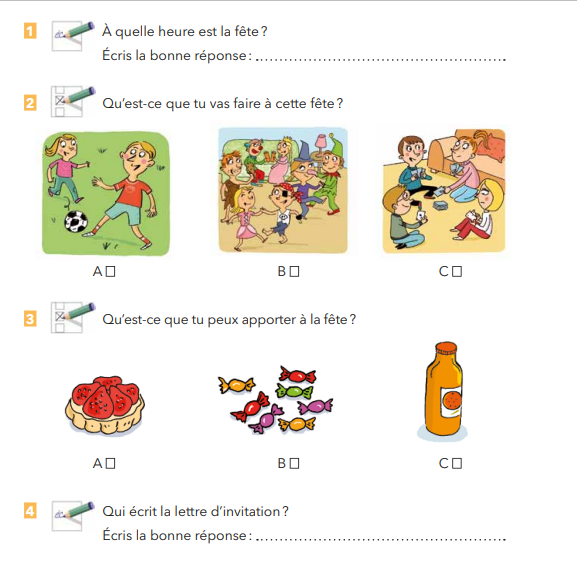 1 À quelle heure est la fête ?
Écris la bonne réponse : ........................................................................
2 Qu'est-ce que tu vas faire à cette fête ?
A □ B □ C □
3 Qu'est-ce que tu peux apporter à la fête ?
A □ B □ C □
4 Qui écrit la lettre d'invitation ?
Écris la bonne réponse : ........................................................................